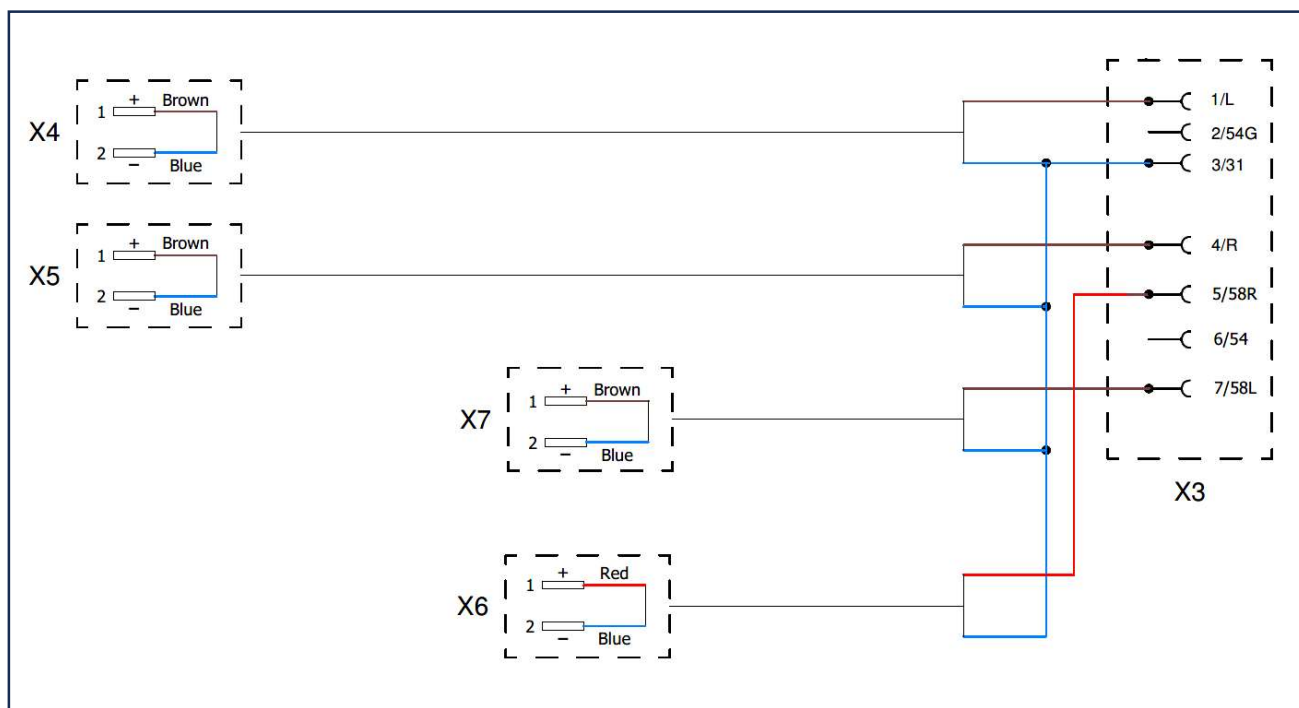 X4
1 + Brown
2 − Blue
X5
1 + Brown
2 − Blue
X7
1 + Brown
2 − Blue
X6
1 + Red
2 − Blue
1/L
2/54G
3/31
4/R
5/58R
6/54
7/58L
X3